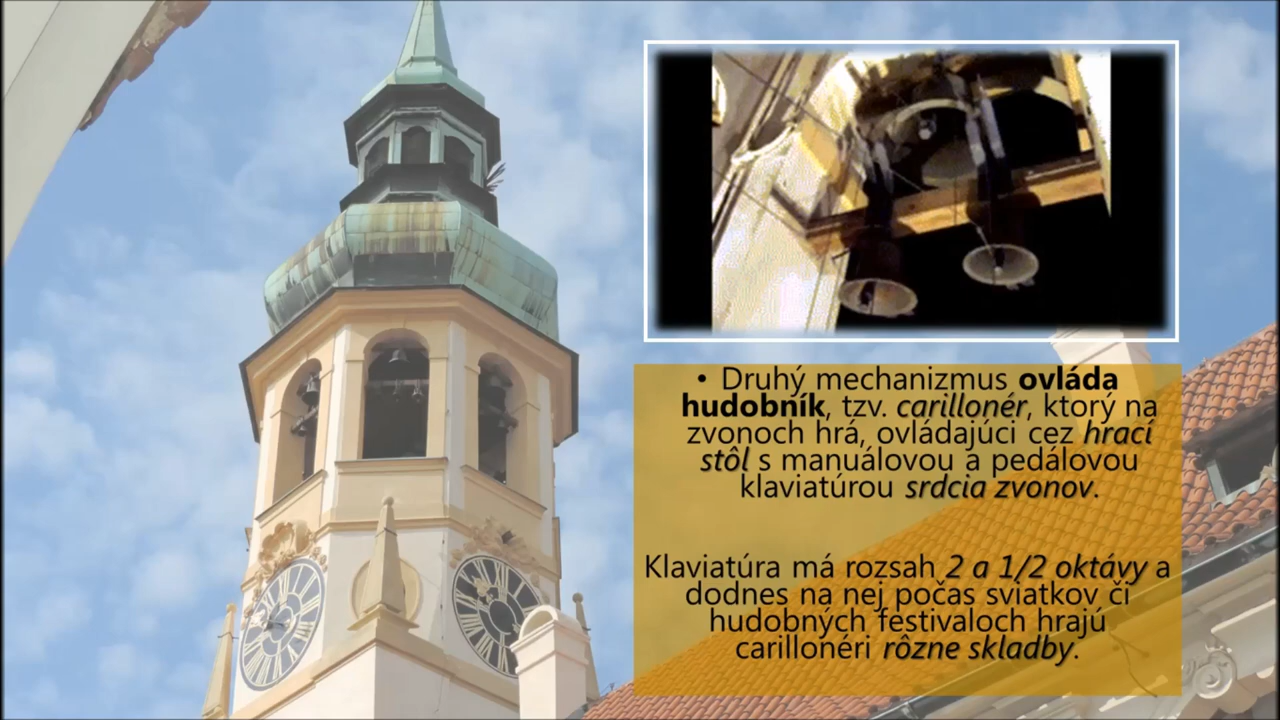 • Druhý mechanizmus ovláda
hudobník, tzv. carillonér, ktorý na
zvonoch hrá, ovládajúci cez hrací
stôl s manuálovou a pedálovou
klaviatúrou srdcia zvonov.
Klaviatúra má rozsah 2 a 1/2 oktávy a
dodnes na nej počas sviatkov či
hudobných festivaloch hrajú
carillonéri rôzne skladby.